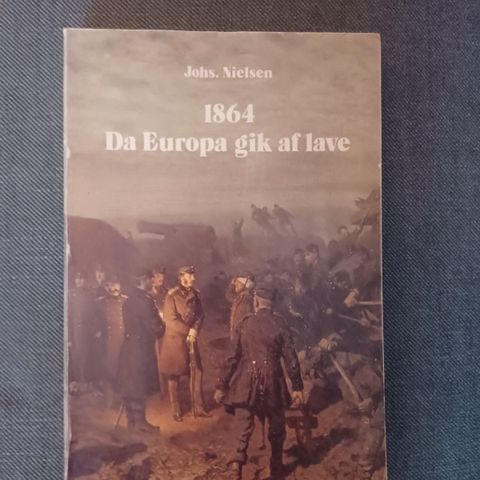 Johs. Nielsen
1864
Da Europa gik af lave